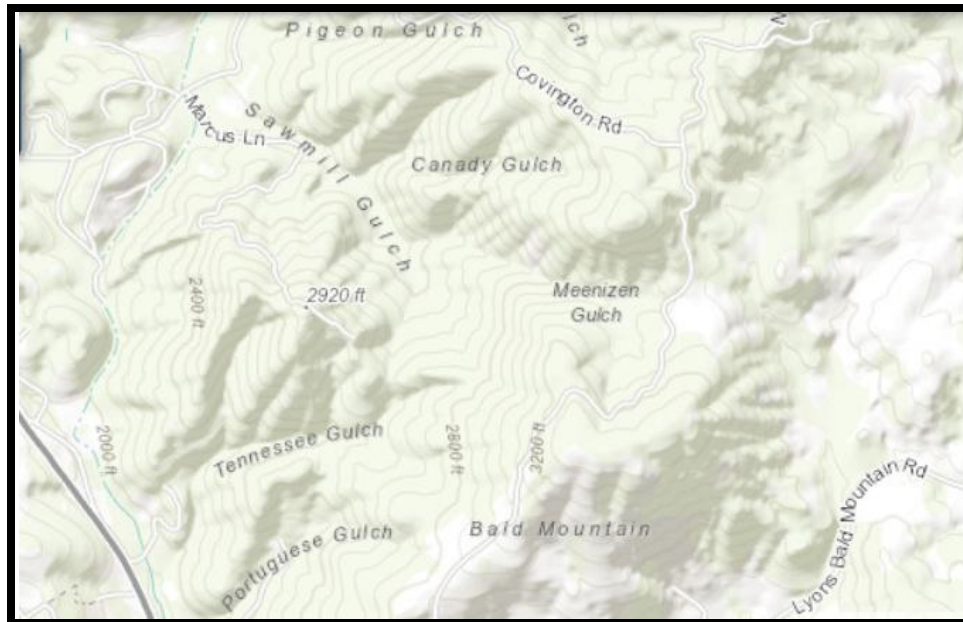 Pigeon Gulch
lch
Covington Rd
Marcus Ln
Sawmill Gulch
Canady Gulch
2400 ft
2920 ft
Meenizen
Gulch
2000 ft
Tennessee Gulch
2800 ft
3200 ft
Bald Mountain
Portuguese Gulch
Lyons Bald Mountain Rd